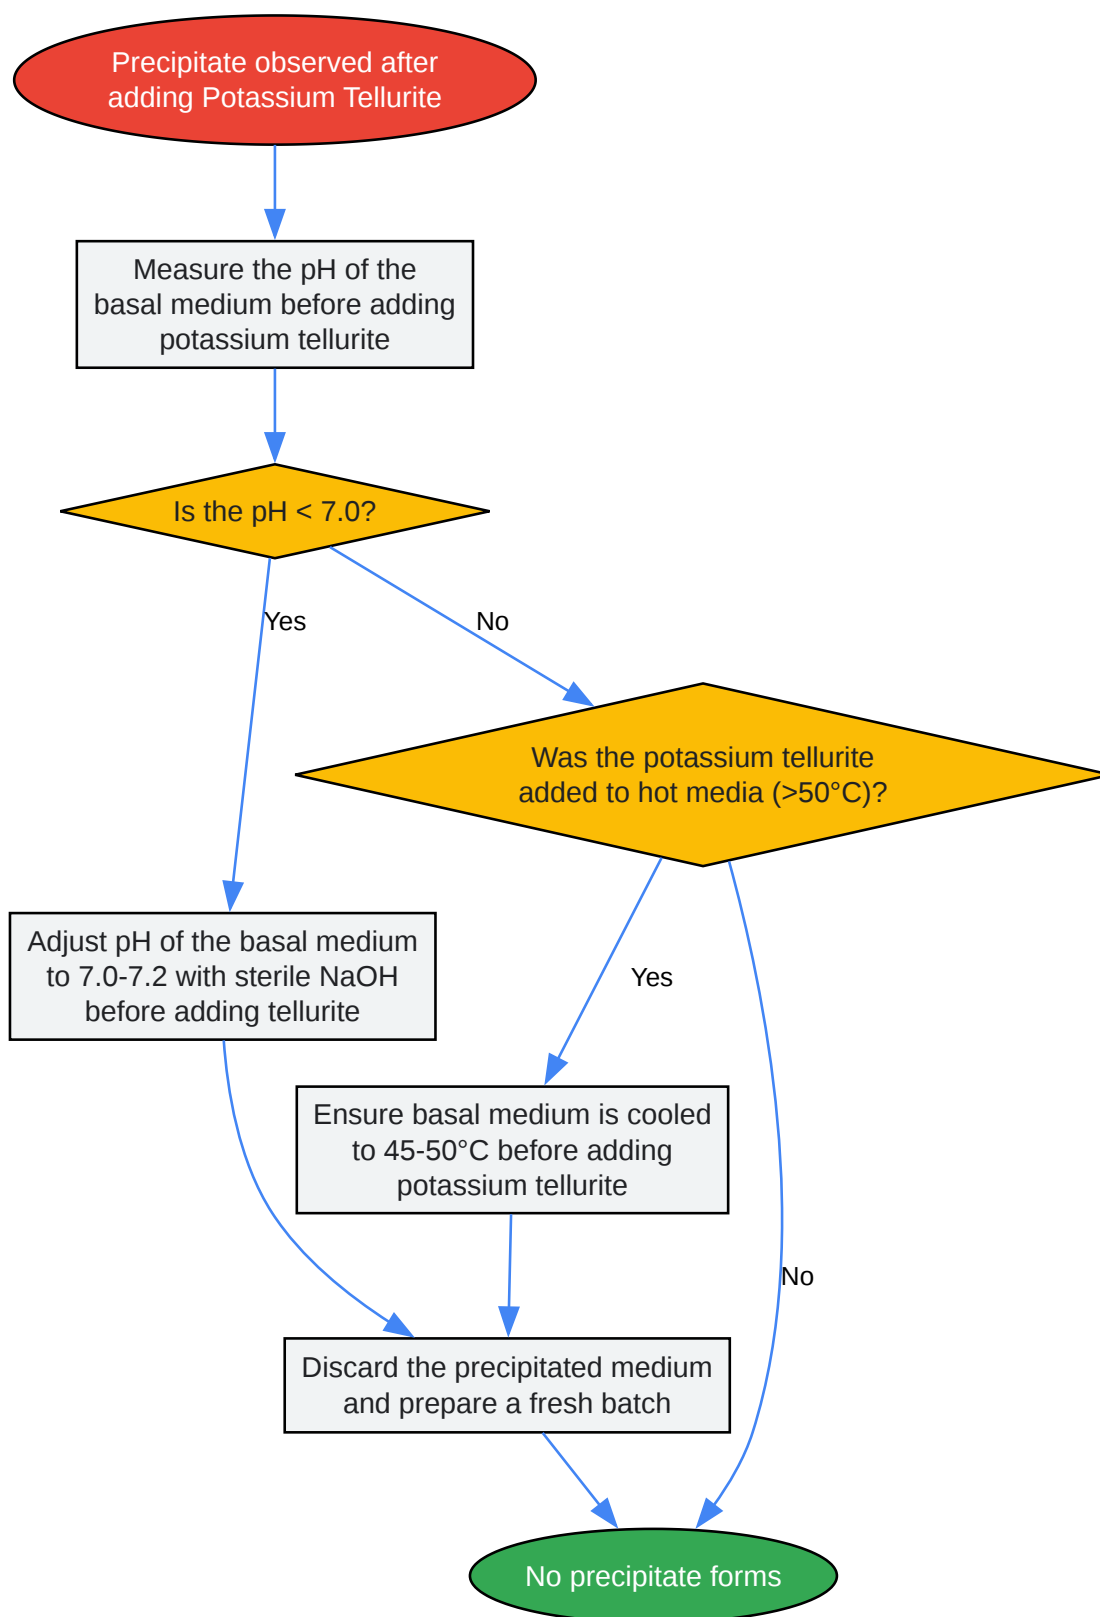 Precipitate observed after
adding Potassium Tellurite
Measure the pH of the
basal medium before adding
potassium tellurite
Is the pH < 7.0?
Yes
No
Was the potassium tellurite
added to hot media (>50°C)?
Adjust pH of the basal medium
to 7.0-7.2 with sterile NaOH
before adding tellurite
Yes
Ensure basal medium is cooled
to 45-50°C before adding
potassium tellurite
No
Discard the precipitated medium
and prepare a fresh batch
No precipitate forms